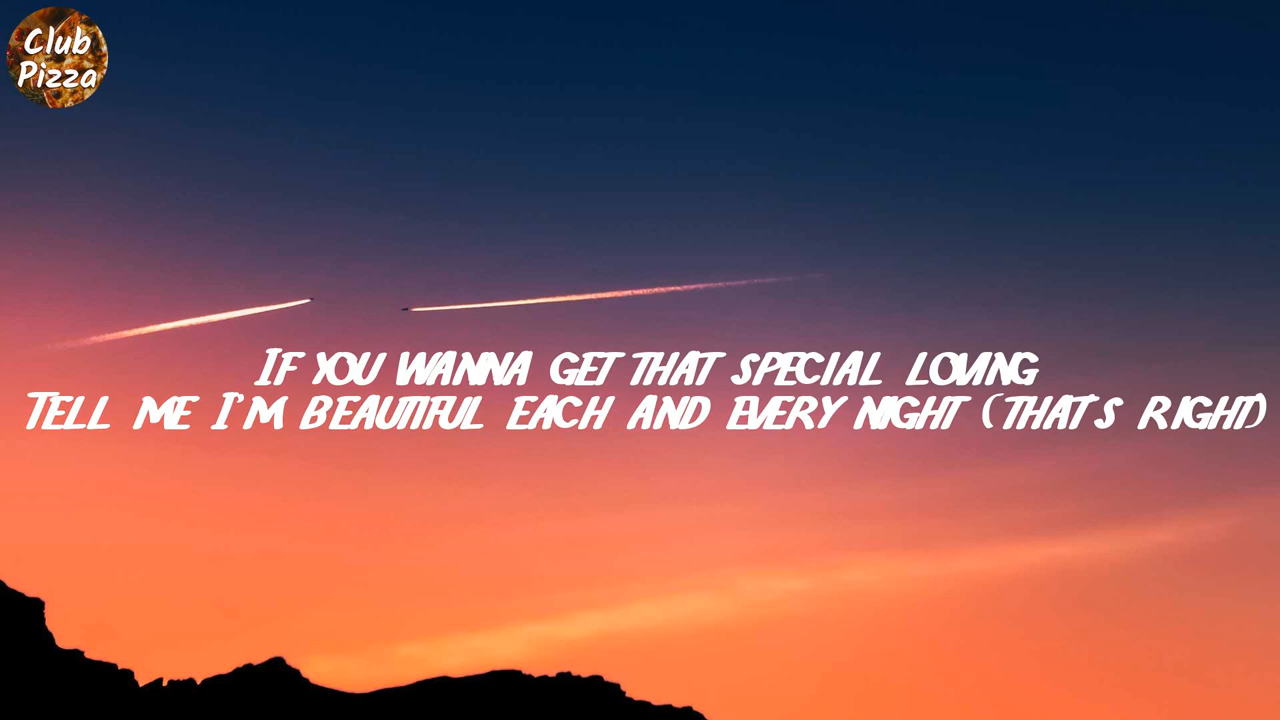 Club
Pizza
If you wanna get that special loving
Tell me I'm beautiful each and every night (that's right)